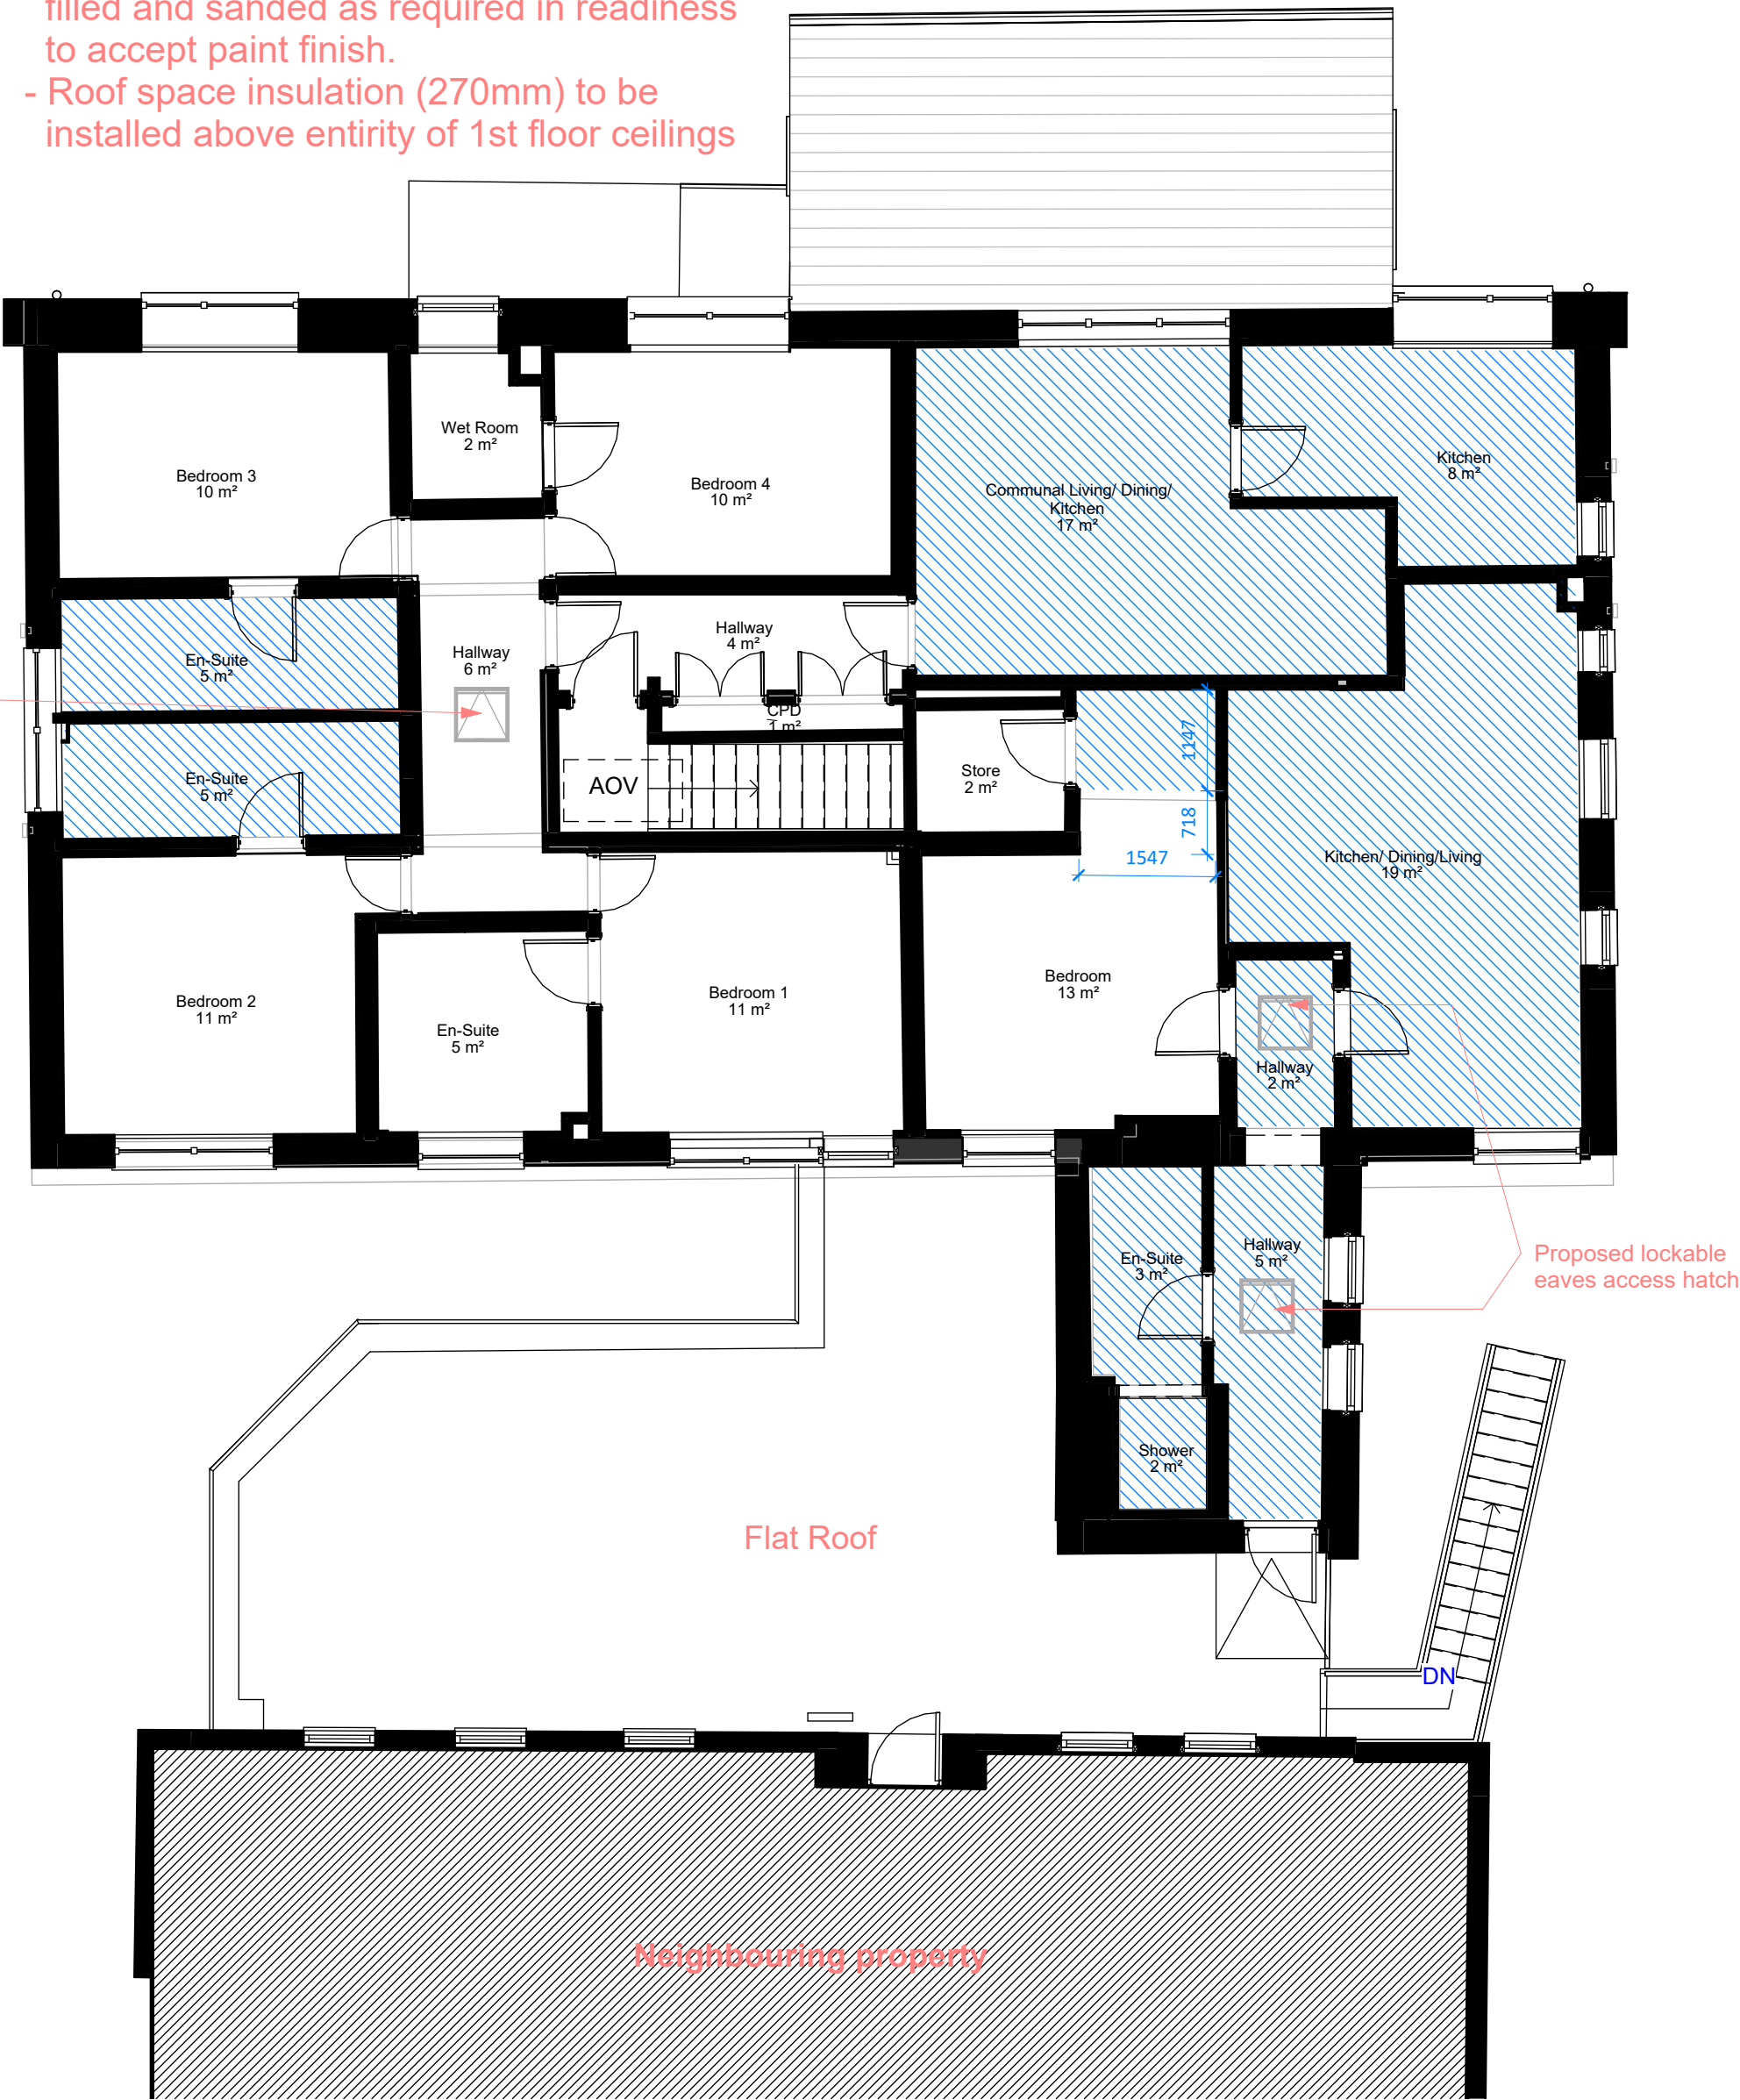 filled and sanded as required in readiness
to accept paint finish.
- Roof space insulation (270mm) to be
installed above entirity of 1st floor ceilings
Wet Room
2 m²
Bedroom 3
10 m²
Bedroom 4
10 m²
Communal Living/ Dining/
Kitchen
17 m²
Kitchen
8 m²
Hallway
4 m²
Hallway
6 m²
En-Suite
5 m²
CPD
1 m²
En-Suite
5 m²
AOV
Store
2 m²
1147
718
1547
Kitchen/ Dining/Living
19 m²
Bedroom 2
11 m²
En-Suite
5 m²
Bedroom 1
11 m²
Bedroom
13 m²
Hallway
2 m²
En-Suite
3 m²
Hallway
5 m²
Proposed lockable
eaves access hatch
Shower
2 m²
Flat Roof
DN
Neighbouring property